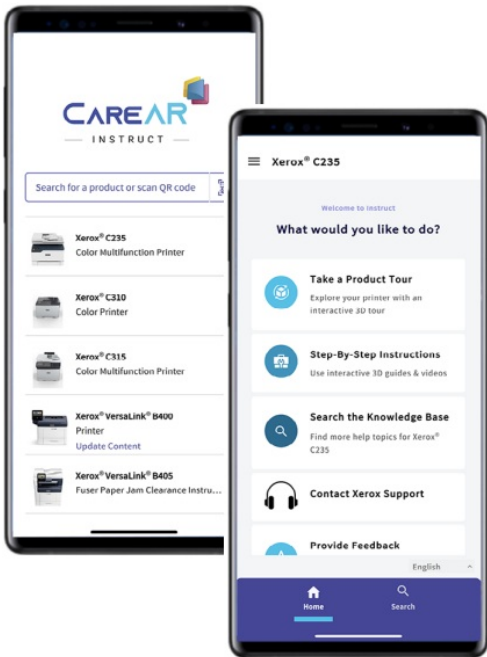 CAREAR
INSTRUCT
Search for a product or scan QR code
Xerox® C235
Color Multifunction Printer
Xerox® C310
Color Printer
Xerox® C315
Color Multifunction Printer
Xerox® VersaLink® B400
Printer
Update Content
Xerox® VersaLink® B405
Fuser Paper Jam Clearance Instru...
Xerox® C235
Welcome to Instruct
What would you like to do?
Take a Product Tour
Explore your printer with an
interactive 3D tour
Step-By-Step Instructions
Use interactive 3D guides & videos
Search the Knowledge Base
Find more help topics for Xerox®
C235
Contact Xerox Support
Provide Feedback
English
Home
Search